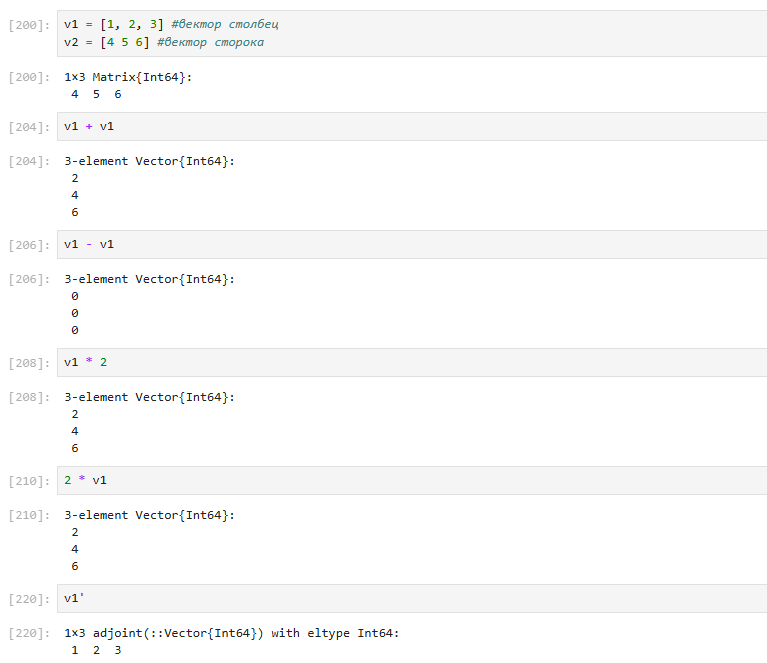 [200]: v1 = [1, 2, 3] #вектор столбец
v2 = [4 5 6] #вектор сторока
[200]: 1×3 Matrix{Int64}:
4  5  6
[204]: v1 + v1
[204]: 3-element Vector{Int64}:
2
4
6
[206]: v1 - v1
[206]: 3-element Vector{Int64}:
0
0
0
[208]: v1 * 2
[208]: 3-element Vector{Int64}:
2
4
6
[210]: 2 * v1
[210]: 3-element Vector{Int64}:
2
4
6
[220]: v1'
[220]: 1×3 adjoint(::Vector{Int64}) with eltype Int64:
1  2  3